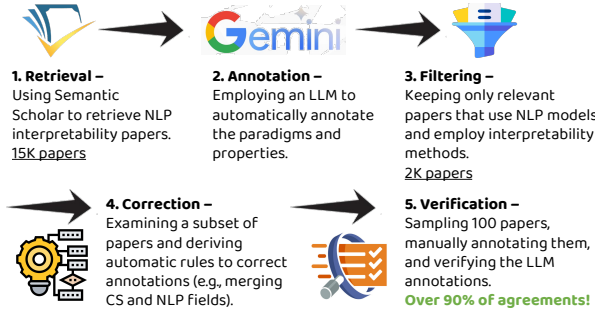 Gemini
1. Retrieval –
Using Semantic
Scholar to retrieve NLP
interpretability papers.
15K papers
2. Annotation –
Employing an LLM to
automatically annotate
the paradigms and
properties.
3. Filtering –
Keeping only relevant
papers that use NLP models
and employ interpretability
methods.
2K papers
4. Correction –
Examining a subset of
papers and deriving
automatic rules to correct
annotations (e.g., merging
CS and NLP fields).
5. Verification –
Sampling 100 papers,
manually annotating them,
and verifying the LLM
annotations.
Over 90% of agreements!